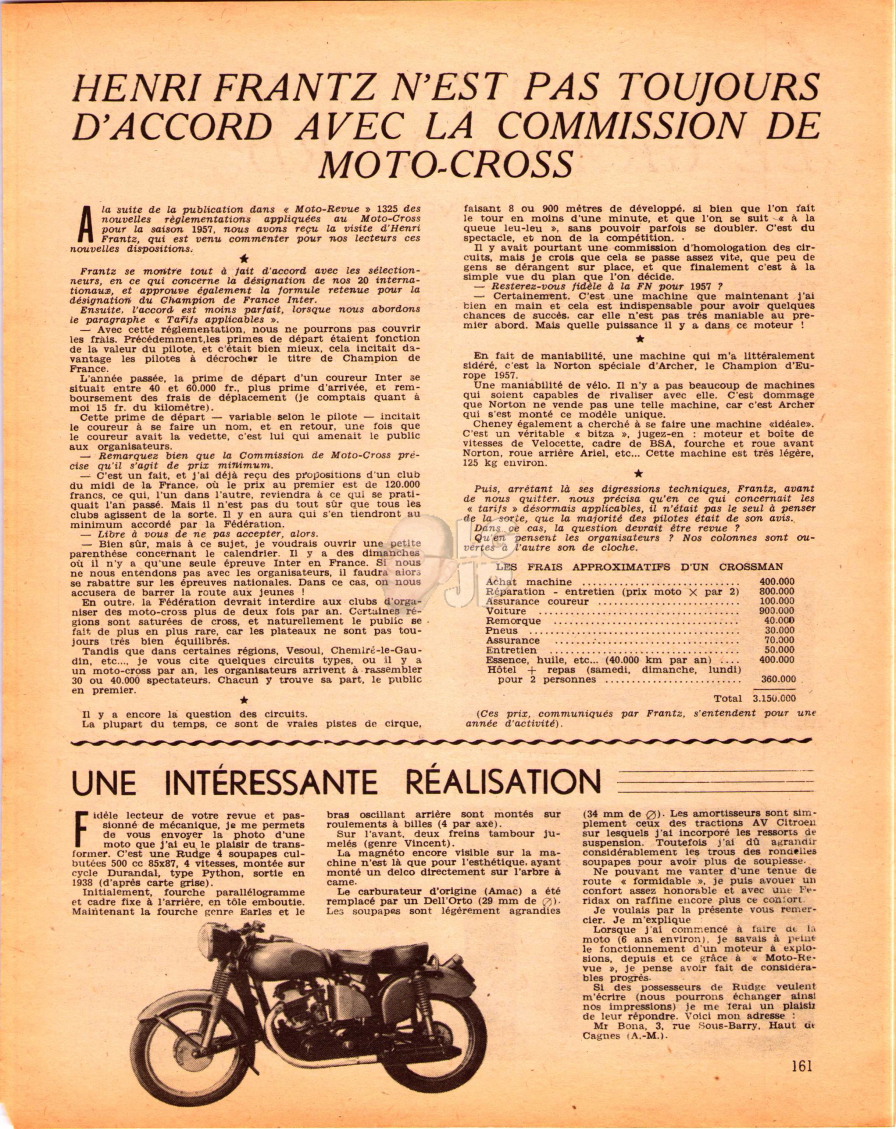 HENRI FRANTZ N'EST PAS TOUJOURS
D'ACCORD AVEC LA COMMISSION DE
MOTO-CROSS
A la suite de la publication dans « Moto-Revue » 1325 des
nouvelles règlementations appliquées au Moto-Cross
pour la saison 1957, nous avons reçu la visite d'Henri
Frantz, qui est venu commenter pour nos lecteurs ces
nouvelles dispositions.
★
Frantz se montre tout à fait d'accord avec les sélection-
neurs, en ce qui concerne la désignation de nos 20 interna-
tionaux, et approuve également la formule retenue pour la
désignation du Champion de France Inter.
Ensuite, l'accord est moins parfait, lorsque nous abordons
le paragraphe « Tarifs applicables ».
— Avec cette réglementation, nous ne pourrons pas couvrir
les frais. Précédemment,les primes de départ étaient fonction
de la valeur du pilote, et c'était bien mieux, cela incitait da-
vantage les pilotes à décrocher le titre de Champion de
France.
L'année passée, la prime de départ d'un coureur Inter se
situait entre 40 et 60.000 fr., plus prime d'arrivée, et rem-
boursement des frais de déplacement (je comptais quant à
moi 15 fr. du kilométre).
Cette prime de départ — variable selon le pilote — incitait
le coureur à se faire un nom, et en retour, une fois que
le coureur avait la vedette, c'est lui qui amenait le public
aux organisateurs.
— Remarquez bien que la Commission de Moto-Cross pré-
cise qu'il s'agit de prix minimum.
— C'est un fait, et j'ai déjà reçu des propositions d'un club
du midi de la France, où le prix au premier est de 120.000
francs, ce qui, l'un dans l'autre, reviendra à ce qui se prati-
quait l'an passé. Mais il n'est pas du tout sûr que tous les
clubs agissent de la sorte. Il y en aura qui s'en tiendront au
minimum accordé par la Fédération.
— Libre à vous de ne pas accepter, alors.
— Bien sûr, mais à ce sujet, je voudrais ouvrir une petite
parenthèse concernant le calendrier. Il y a des dimanches
où il n'y a qu'une seule épreuve Inter en France. Si nous
ne nous entendons pas avec les organisateurs, il faudra alors
se rabattre sur les épreuves nationales. Dans ce cas, on nous
accusera de barrer la route aux jeunes !
En outre, la Fédération devrait interdire aux clubs d'orga-
niser des moto-cross plus de deux fois par an. Certaines ré-
gions sont saturées de cross, et naturellement le public se
fait de plus en plus rare, car les plateaux ne sont pas tou-
jours très bien équilibrés.
Tandis que dans certaines régions, Vesoul, Chemiré-le-Gau-
din, etc..., je vous cite quelques circuits types, ou il y a
un moto-cross par an, les organisateurs arrivent à rassembler
30 ou 40.000 spectateurs. Chacun y trouve sa part, le public
en premier.
★
Il y a encore la question des circuits.
La plupart du temps, ce sont de vraies pistes de cirque,
faisant 8 ou 900 mètres de développé, si bien que l'on fait
le tour en moins d'une minute, et que l'on se suit « à la
queue leu-leu », sans pouvoir parfois se doubler. C'est du
spectacle, et non de la compétition.
Il y avait pourtant une commission d'homologation des cir-
cuits, mais je crois que cela se passe assez vite, que peu de
gens se dérangent sur place, et que finalement c'est à la
simple vue du plan que l'on décide.
— Resterez-vous fidèle à la FN pour 1957 ?
— Certainement. C'est une machine que maintenant j'ai
bien en main et cela est indispensable pour avoir quelques
chances de succès, car elle n'est pas très maniable au pre-
mier abord. Mais quelle puissance il y a dans ce moteur !
★
En fait de maniabilité, une machine qui m'a littéralement
sidéré, c'est la Norton spéciale d'Archer, le Champion d'Eu-
rope 1957.
Une maniabilité de vélo. Il n'y a pas beaucoup de machines
qui soient capables de rivaliser avec elle. C'est dommage
que Norton ne vende pas une telle machine, car c'est Archer
qui s'est monté ce modèle unique.
Cheney également a cherché à se faire une machine «idéale».
C'est un véritable « bitza », jugez-en : moteur et boîte de
vitesses de Velocette, cadre de BSA, fourche et roue avant
Norton, roue arrière Ariel, etc... Cette machine est très légère,
125 kg environ.
★
Puis, arrêtant là ses digressions techniques, Frantz, avant
de nous quitter, nous précisa qu'en ce qui concernait les
« tarifs » désormais applicables, il n'était pas le seul à penser
de la sorte, que la majorité des pilotes était de son avis.
Dans ce cas, la question devrait être revue ?
Qu'en pensent les organisateurs ? Nos colonnes sont ou-
vertes à l'autre son de cloche.
LES FRAIS APPROXIMATIFS D'UN CROSSMAN
Achat machine .......................... 400.000
Réparation - entretien (prix moto × par 2) 800.000
Assurance coureur ....................... 100.000
Voiture ................................. 900.000
Remorque ................................ 40.000
Pneus ................................... 30.000
Assurance ............................... 70.000
Entretien ............................... 50.000
Essence, huile, etc... (40.000 km par an) .... 400.000
Hôtel + repas (samedi, dimanche, lundi)
pour 2 personnes ...................... 360.000
Total 3.150.000
(Ces prix, communiqués par Frantz, s'entendent pour une
année d'activité).
UNE INTÉRESSANTE RÉALISATION
Fidèle lecteur de votre revue et pas-
sionné de mécanique, je me permets
de vous envoyer la photo d'une
moto que j'ai eu le plaisir de trans-
former. C'est une Rudge 4 soupapes cul-
butées 500 cc 85x87, 4 vitesses, montée sur
cycle Durandal, type Python, sortie en
1938 (d'après carte grise).
Initialement, fourche parallélogramme
et cadre fixe à l'arrière, en tôle emboutie.
Maintenant la fourche genre Earles et le
bras oscillant arrière sont montés sur
roulements à billes (4 par axe).
Sur l'avant, deux freins tambour ju-
melés (genre Vincent).
La magnéto encore visible sur la ma-
chine n'est là que pour l'esthétique, ayant
monté un delco directement sur l'arbre à
came.
Le carburateur d'origine (Amac) a été
remplacé par un Dell'Orto (29 mm de ∅).
Les soupapes sont légèrement agrandies
(34 mm de ∅). Les amortisseurs sont sim-
plement ceux des tractions AV Citroën
sur lesquels j'ai incorporé les ressorts de
suspension. Toutefois j'ai dû agrandir
considérablement les trous des rondelles
soupapes pour avoir plus de souplesse.
Ne pouvant me vanter d'une tenue de
route « formidable », je puis avouer un
confort assez honorable et avec une Fe-
ridax on raffine encore plus ce confort.
Je voulais par la présente vous remer-
cier. Je m'explique
Lorsque j'ai commencé à faire de la
moto (6 ans environ), je savais à peine
le fonctionnement d'un moteur à explo-
sions, depuis et ce grâce à « Moto-Re-
vue », je pense avoir fait de considéra-
bles progrès.
Si des possesseurs de Rudge veulent
m'écrire (nous pourrons échanger ainsi
nos impressions) je me ferai un plaisir
de leur répondre. Voici mon adresse :
Mr Bona, 3, rue Sous-Barry, Haut de
Cagnes (A.-M.).
161